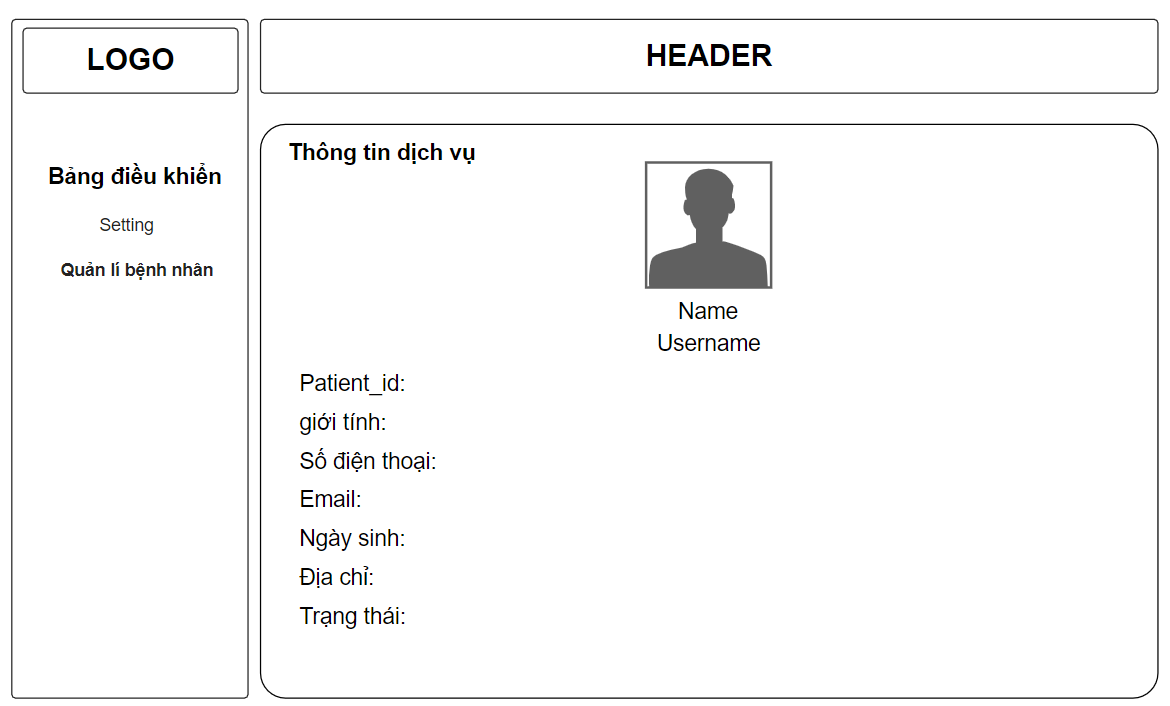 LOGO
HEADER
Bảng điều khiển
Setting
Quản lí bệnh nhân
Thông tin dịch vụ
Name
Username
Patient_id:
giới tính:
Số điện thoại:
Email:
Ngày sinh:
Địa chỉ:
Trạng thái: